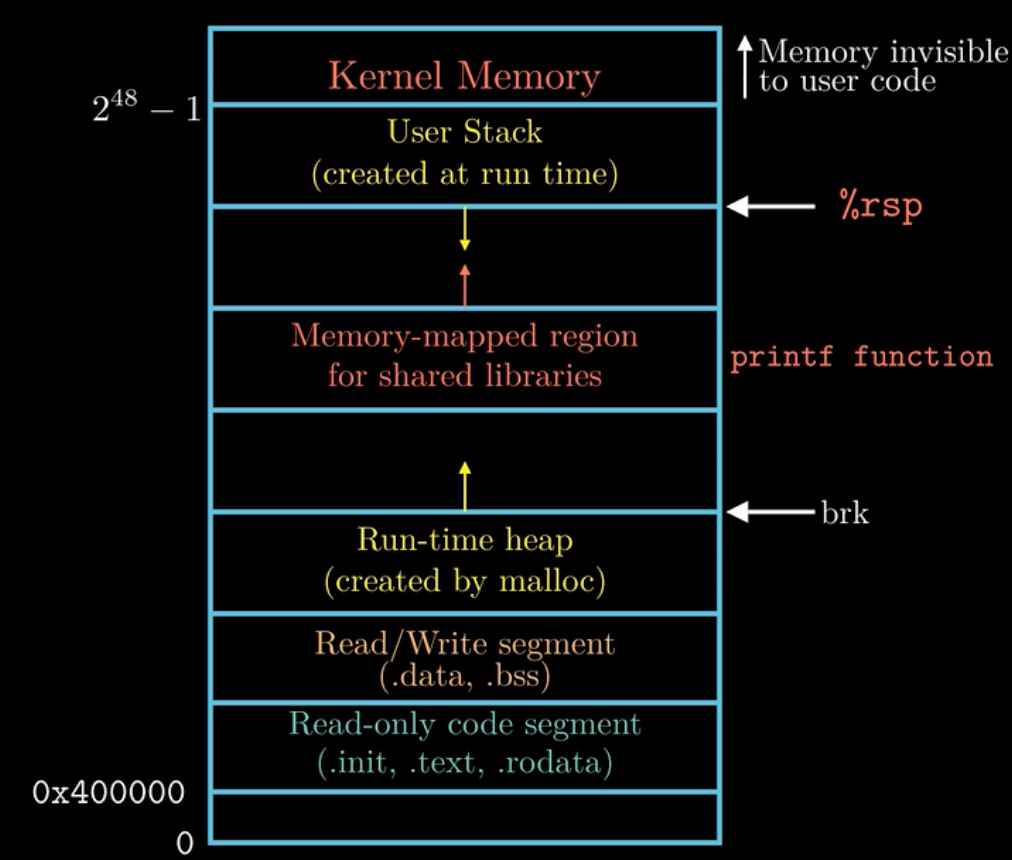 Kernel Memory
Memory invisible
to user code
2^48 − 1
User Stack
(created at run time)
%rsp
Memory-mapped region
for shared libraries
printf function
brk
Run-time heap
(created by malloc)
Read/Write segment
(.data, .bss)
Read-only code segment
(.init, .text, .rodata)
0x400000
0